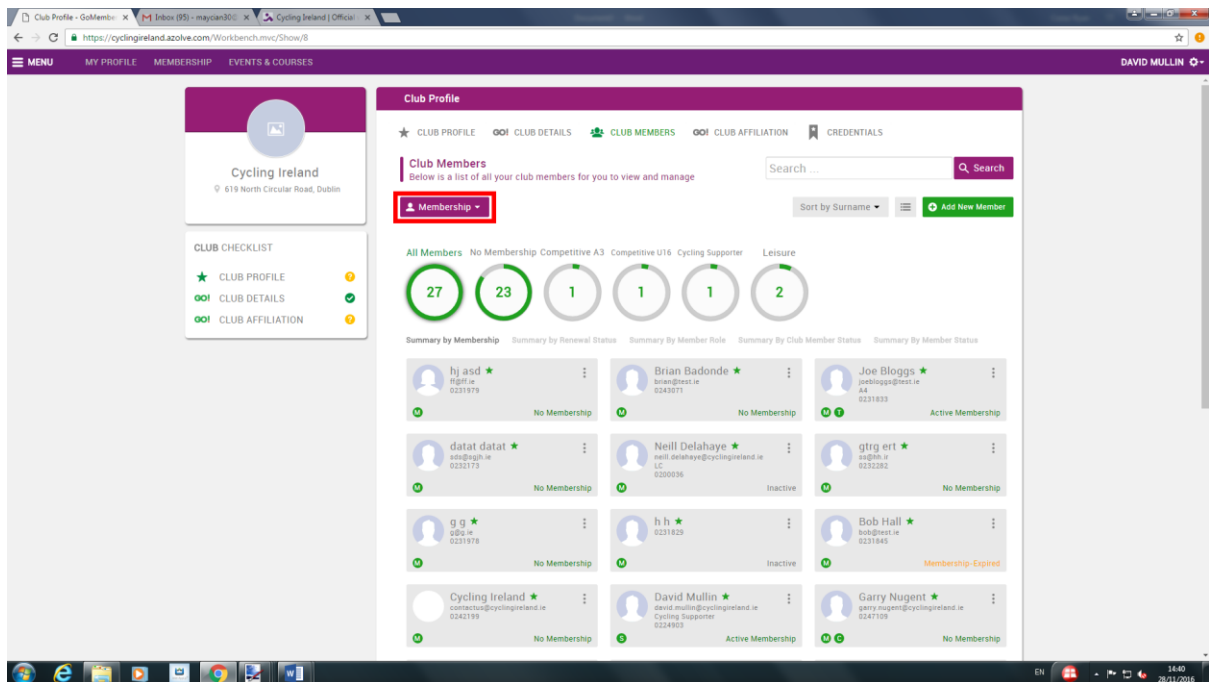 Club Profile - GoMember
Inbox (95) - maycian30@
Cycling Ireland | Official
https://cyclingireland.azolve.com/Workbench.mvc/Show/8
MENU MY PROFILE MEMBERSHIP EVENTS & COURSES DAVID MULLIN
Cycling Ireland
619 North Circular Road, Dublin
CLUB CHECKLIST
CLUB PROFILE ?
GO! CLUB DETAILS
GO! CLUB AFFILIATION ?
Club Profile
CLUB PROFILE GO! CLUB DETAILS CLUB MEMBERS GO! CLUB AFFILIATION CREDENTIALS
Club Members
Below is a list of all your club members for you to view and manage
Search ... Search
Membership Sort by Surname Add New Member
All Members No Membership Competitive A3 Competitive U16 Cycling Supporter Leisure
27 23 1 1 1 2
Summary by Membership Summary by Renewal Status Summary By Member Role Summary By Club Member Status Summary By Member Status
hj asd
ff@ff.ie
0231979
M No Membership
Brian Badonde
brian@test.ie
0243071
M No Membership
Joe Bloggs
joebloggs@test.ie
A4
0231833
M T Active Membership
datat datat
sds@sgjh.ie
0232173
M No Membership
Neill Delahaye
neill.delahaye@cyclingireland.ie
LC
0200036
M Inactive
gtrg ert
ss@hh.ir
0232282
M No Membership
g g
g@g.ie
0231978
M No Membership
h h
0231829
M Inactive
Bob Hall
bob@test.ie
0231845
M Membership-Expired
Cycling Ireland
contactus@cyclingireland.ie
0242199
M No Membership
David Mullin
david.mullin@cyclingireland.ie
Cycling Supporter
0224903
S Active Membership
Garry Nugent
garry.nugent@cyclingireland.ie
0247109
M C No Membership
EN 14:40
28/11/2016